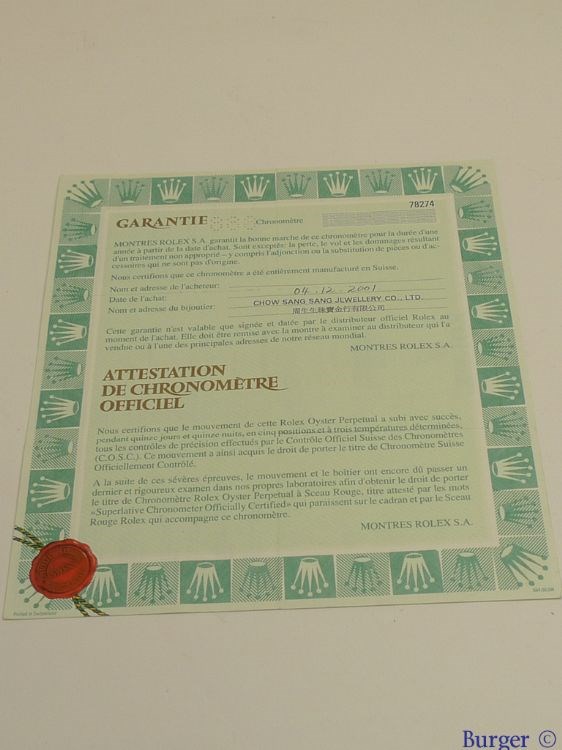 78274
GARANTIE Chronomètre
MONTRES ROLEX S.A. garantit la bonne marche de ce chronomètre pour la durée d'une
année à partir de la date d'achat. Sont exceptés: la perte, le vol et les dommages résultant
d'un traitement non approprié – y compris l'adjonction ou la substitution de pièces ou d'ac-
cessoires qui ne sont pas d'origine.
Nous certifions que ce chronomètre a été entièrement manufacturé en Suisse.
Nom et adresse de l'acheteur:
Date de l'achat: 04.12.2001
Nom et adresse du bijoutier: CHOW SANG SANG JEWELLERY CO., LTD.
周生生珠寶金行有限公司
Cette garantie n'est valable que signée et datée par le distributeur officiel Rolex au
moment de l'achat. Elle doit être remise avec la montre à examiner au distributeur qui l'a
vendue ou à l'une des principales adresses de notre réseau mondial.
MONTRES ROLEX S.A.
ATTESTATION
DE CHRONOMÈTRE
OFFICIEL
Nous certifions que le mouvement de cette Rolex Oyster Perpetual a subi avec succès,
pendant quinze jours et quinze nuits, en cinq positions et à trois températures déterminées,
tous les contrôles de précision effectués par le Contrôle Officiel Suisse des Chronomètres
(C.O.S.C.). Ce mouvement a ainsi acquis le droit de porter le titre de Chronomètre Suisse
Officiellement Contrôlé.
A la suite de ces sévères épreuves, le mouvement et le boîtier ont encore dû passer un
dernier et rigoureux examen dans nos propres laboratoires afin d'obtenir le droit de porter
le titre de Chronomètre Rolex Oyster Perpetual à Sceau Rouge, titre attesté par les mots
«Superlative Chronometer Officially Certified» qui paraissent sur le cadran et par le Sceau
Rouge Rolex qui accompagne ce chronomètre.
MONTRES ROLEX S.A.
Printed in Switzerland
Burger ©